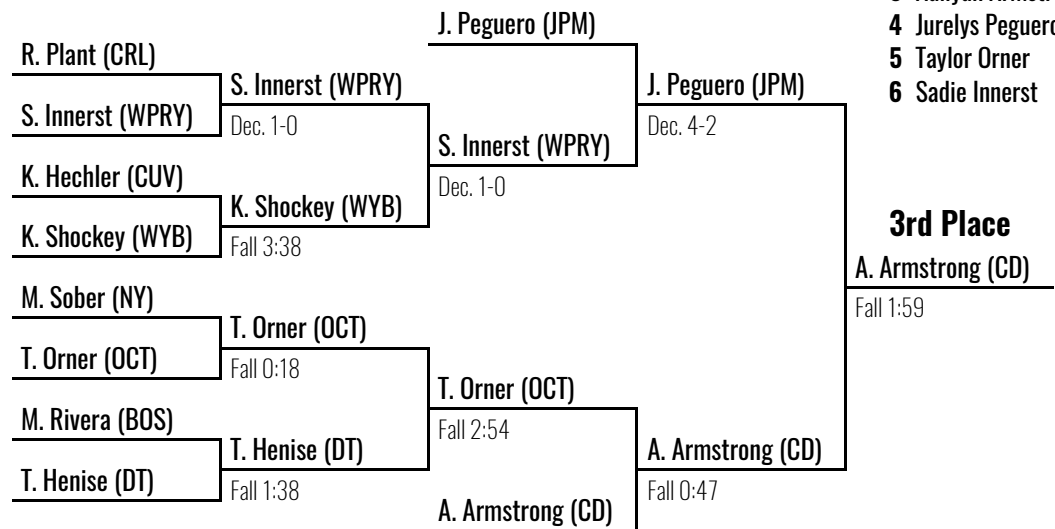 J. Peguero (JPM)
4 Jurelys Peguero
R. Plant (CRL)
5 Taylor Orner
S. Innerst (WPRY)
J. Peguero (JPM)
6 Sadie Innerst
S. Innerst (WPRY)
Dec. 1-0
Dec. 4-2
S. Innerst (WPRY)
K. Hechler (CUV)
Dec. 1-0
K. Shockey (WYB)
3rd Place
K. Shockey (WYB)
Fall 3:38
A. Armstrong (CD)
M. Sober (NY)
Fall 1:59
T. Orner (OCT)
T. Orner (OCT)
Fall 0:18
T. Orner (OCT)
M. Rivera (BOS)
Fall 2:54
T. Henise (DT)
A. Armstrong (CD)
T. Henise (DT)
Fall 1:38
Fall 0:47
A. Armstrong (CD)